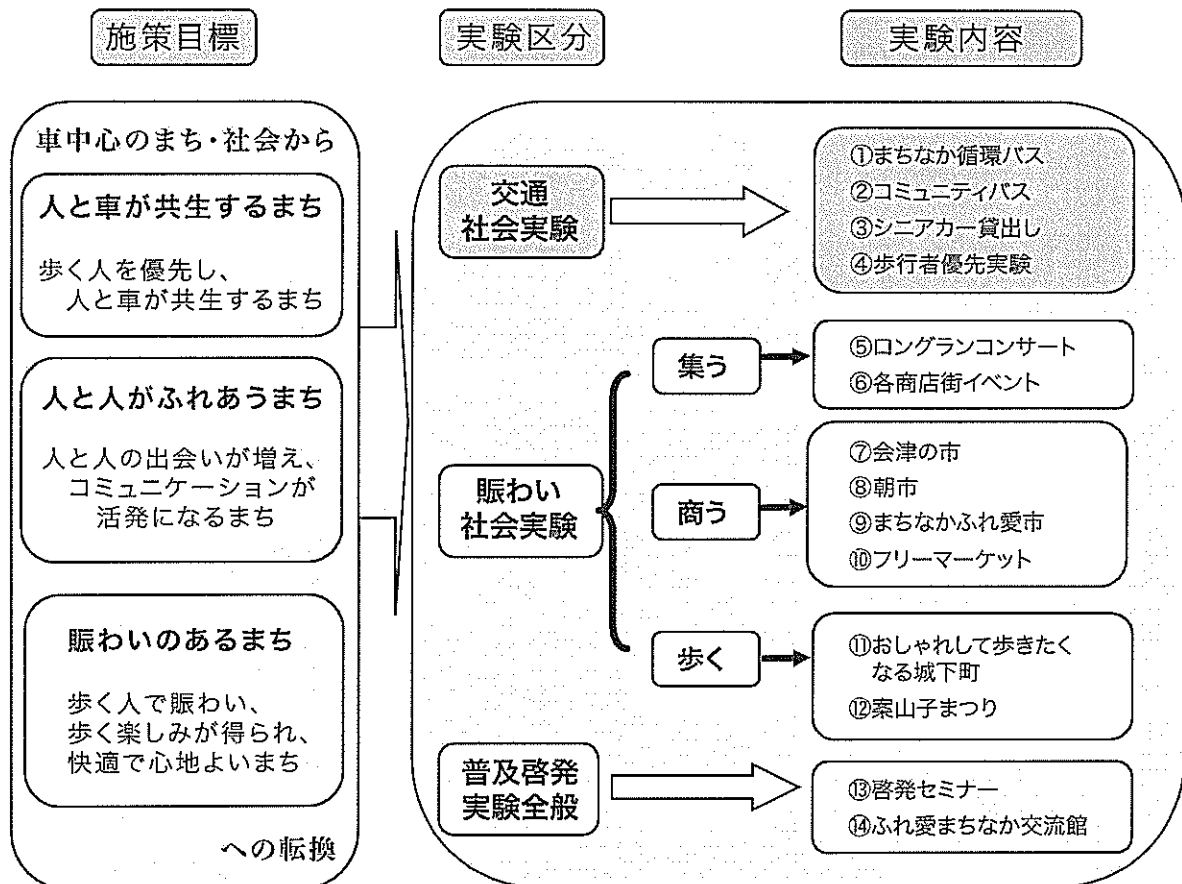 施策目標
実験区分
実験内容
車中心のまち・社会から
人と車が共生するまち
歩く人を優先し、
人と車が共生するまち
人と人がふれあうまち
人と人の出会いが増え、
コミュニケーションが
活発になるまち
賑わいのあるまち
歩く人で賑わい、
歩く楽しみが得られ、
快適で心地よいまち
への転換
交通
社会実験
①まちなか循環バス
②コミュニティバス
③シニアカー貸出し
④歩行者優先実験
賑わい
社会実験
集う
⑤ロングランコンサート
⑥各商店街イベント
商う
⑦会津の市
⑧朝市
⑨まちなかふれ愛市
⑩フリーマーケット
歩く
⑪おしゃれして歩きたく
なる城下町
⑫案山子まつり
普及啓発
実験全般
⑬啓発セミナー
⑭ふれ愛まちなか交流館